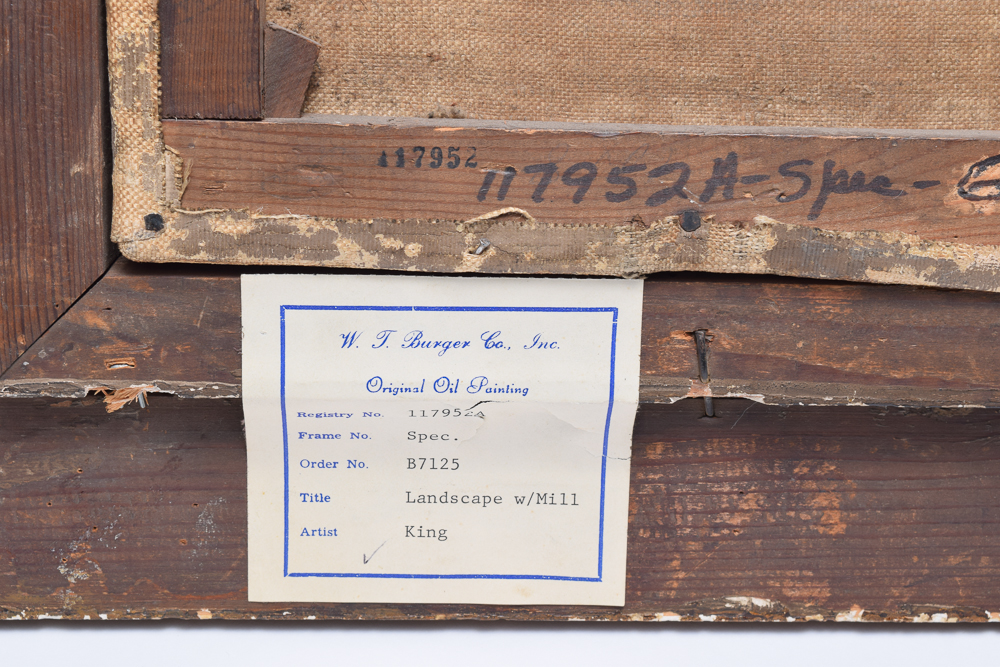 117952
117952A-Spec-
W. T. Burger Co., Inc.
Original Oil Painting
Registry No. 117952A
Frame No. Spec.
Order No. B7125
Title Landscape w/Mill
Artist King